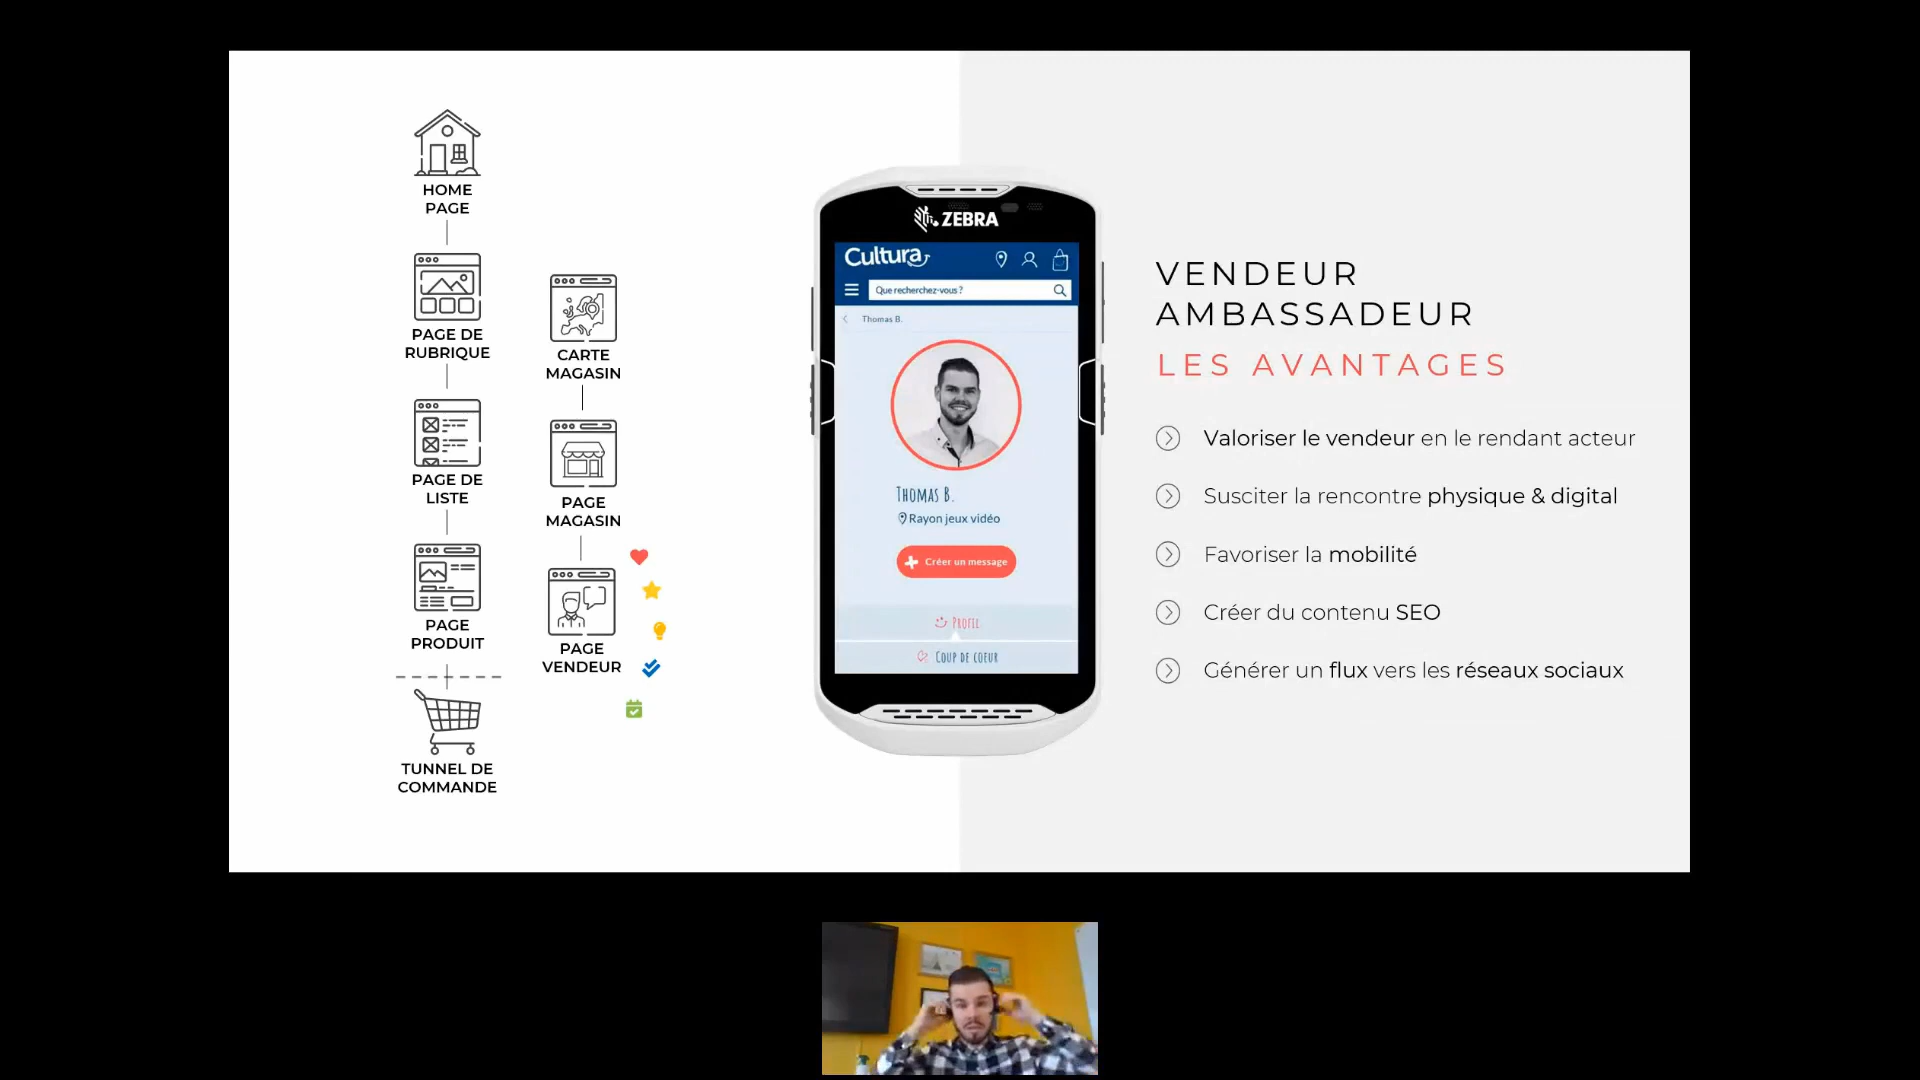 HOME
PAGE
PAGE DE
RUBRIQUE
PAGE DE
LISTE
PAGE
PRODUIT
TUNNEL DE
COMMANDE
CARTE
MAGASIN
PAGE
MAGASIN
PAGE
VENDEUR
ZEBRA
Cultura
Que recherchez-vous ?
Thomas B.
Thomas B.
Rayon jeux vidéo
Créer un message
Profil
Coup de coeur
VENDEUR
AMBASSADEUR
LES AVANTAGES
Valoriser le vendeur en le rendant acteur
Susciter la rencontre physique & digital
Favoriser la mobilité
Créer du contenu SEO
Générer un flux vers les réseaux sociaux